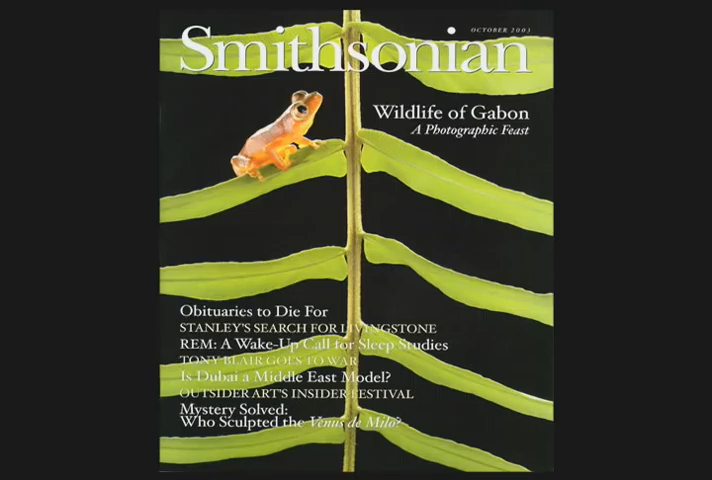 OCTOBER 2003
Smithsonian
Wildlife of Gabon
A Photographic Feast
Obituaries to Die For
STANLEY'S SEARCH FOR LIVINGSTONE
REM: A Wake-Up Call for Sleep Studies
TONY BLAIR GOES TO WAR
Is Dubai a Middle East Model?
OUTSIDER ART'S INSIDER FESTIVAL
Mystery Solved:
Who Sculpted the Venus de Milo?